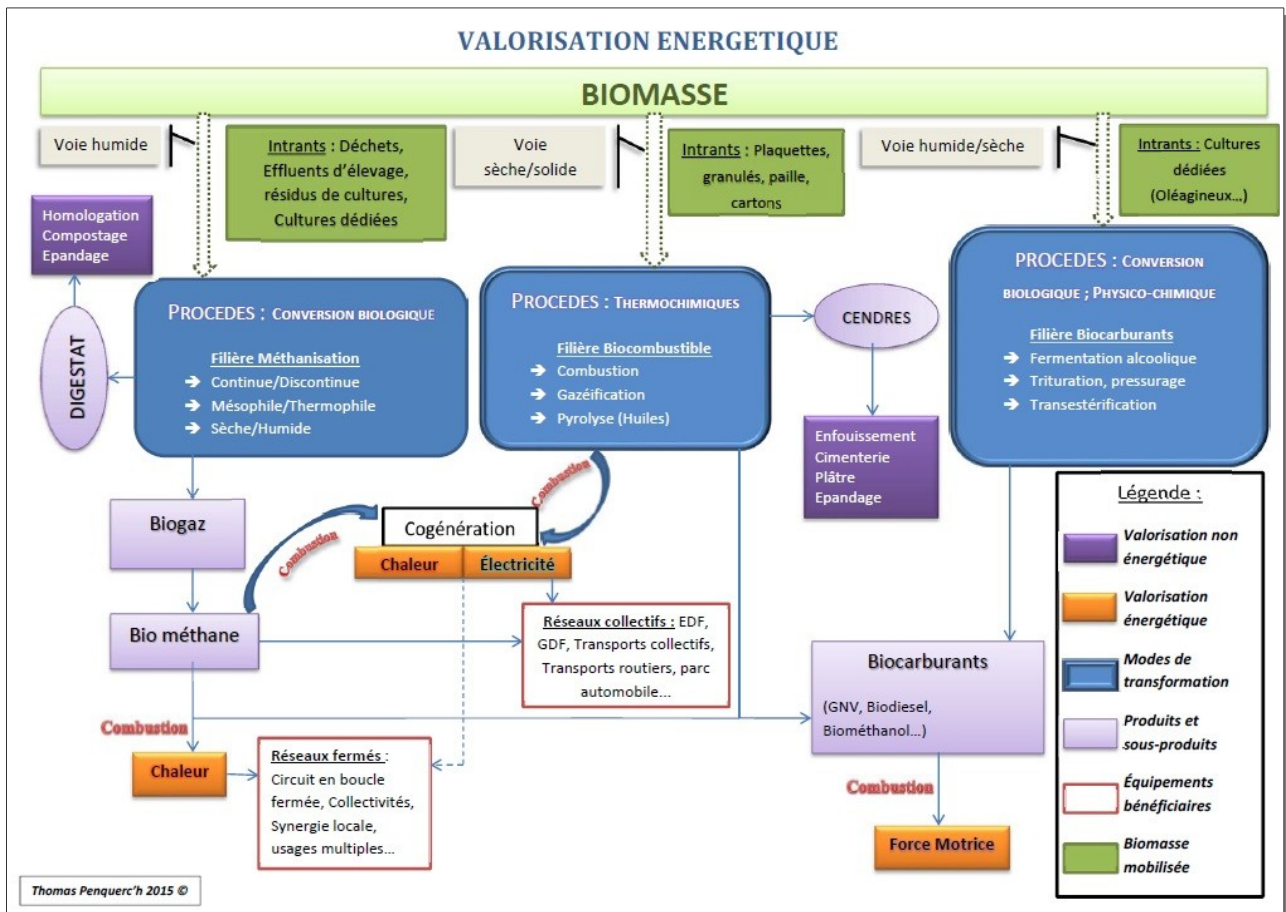 VALORISATION ENERGETIQUE
BIOMASSE
Voie humide
Intrants : Déchets,
Effluents d'élevage,
résidus de cultures,
Cultures dédiées
Voie
sèche/solide
Intrants : Plaquettes,
granulés, paille,
cartons
Voie humide/sèche
Intrants : Cultures
dédiées
(Oléagineux...)
Homologation
Compostage
Epandage
DIGESTAT
PROCEDES : CONVERSION BIOLOGIQUE
Filière Méthanisation
➔ Continue/Discontinue
➔ Mésophile/Thermophile
➔ Sèche/Humide
PROCEDES : THERMOCHIMIQUES
Filière Biocombustible
➔ Combustion
➔ Gazéification
➔ Pyrolyse (Huiles)
CENDRES
Enfouissement
Cimenterie
Plâtre
Epandage
PROCEDES : CONVERSION
BIOLOGIQUE ; PHYSICO-CHIMIQUE
Filière Biocarburants
➔ Fermentation alcoolique
➔ Trituration, pressurage
➔ Transestérification
Biogaz
Combustion
Combustion
Cogénération
Chaleur
Électricité
Bio méthane
Réseaux collectifs : EDF,
GDF, Transports collectifs,
Transports routiers, parc
automobile...
Combustion
Chaleur
Réseaux fermés :
Circuit en boucle
fermée, Collectivités,
Synergie locale,
usages multiples...
Biocarburants
(GNV, Biodiesel,
Biométhanol...)
Combustion
Force Motrice
Légende :
Valorisation non
énergétique
Valorisation
énergétique
Modes de
transformation
Produits et
sous-produits
Équipements
bénéficiaires
Biomasse
mobilisée
Thomas Penquerc'h 2015 ©